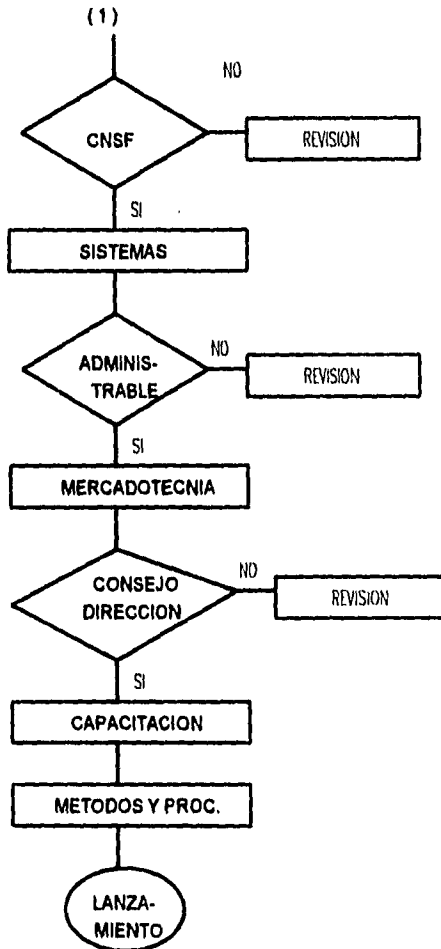 (1)
NO
CNSF
REVISION
SI
SISTEMAS
NO
ADMINIS-
TRABLE
REVISION
SI
MERCADOTECNIA
NO
CONSEJO
DIRECCION
REVISION
SI
CAPACITACION
METODOS Y PROC.
LANZA-
MIENTO